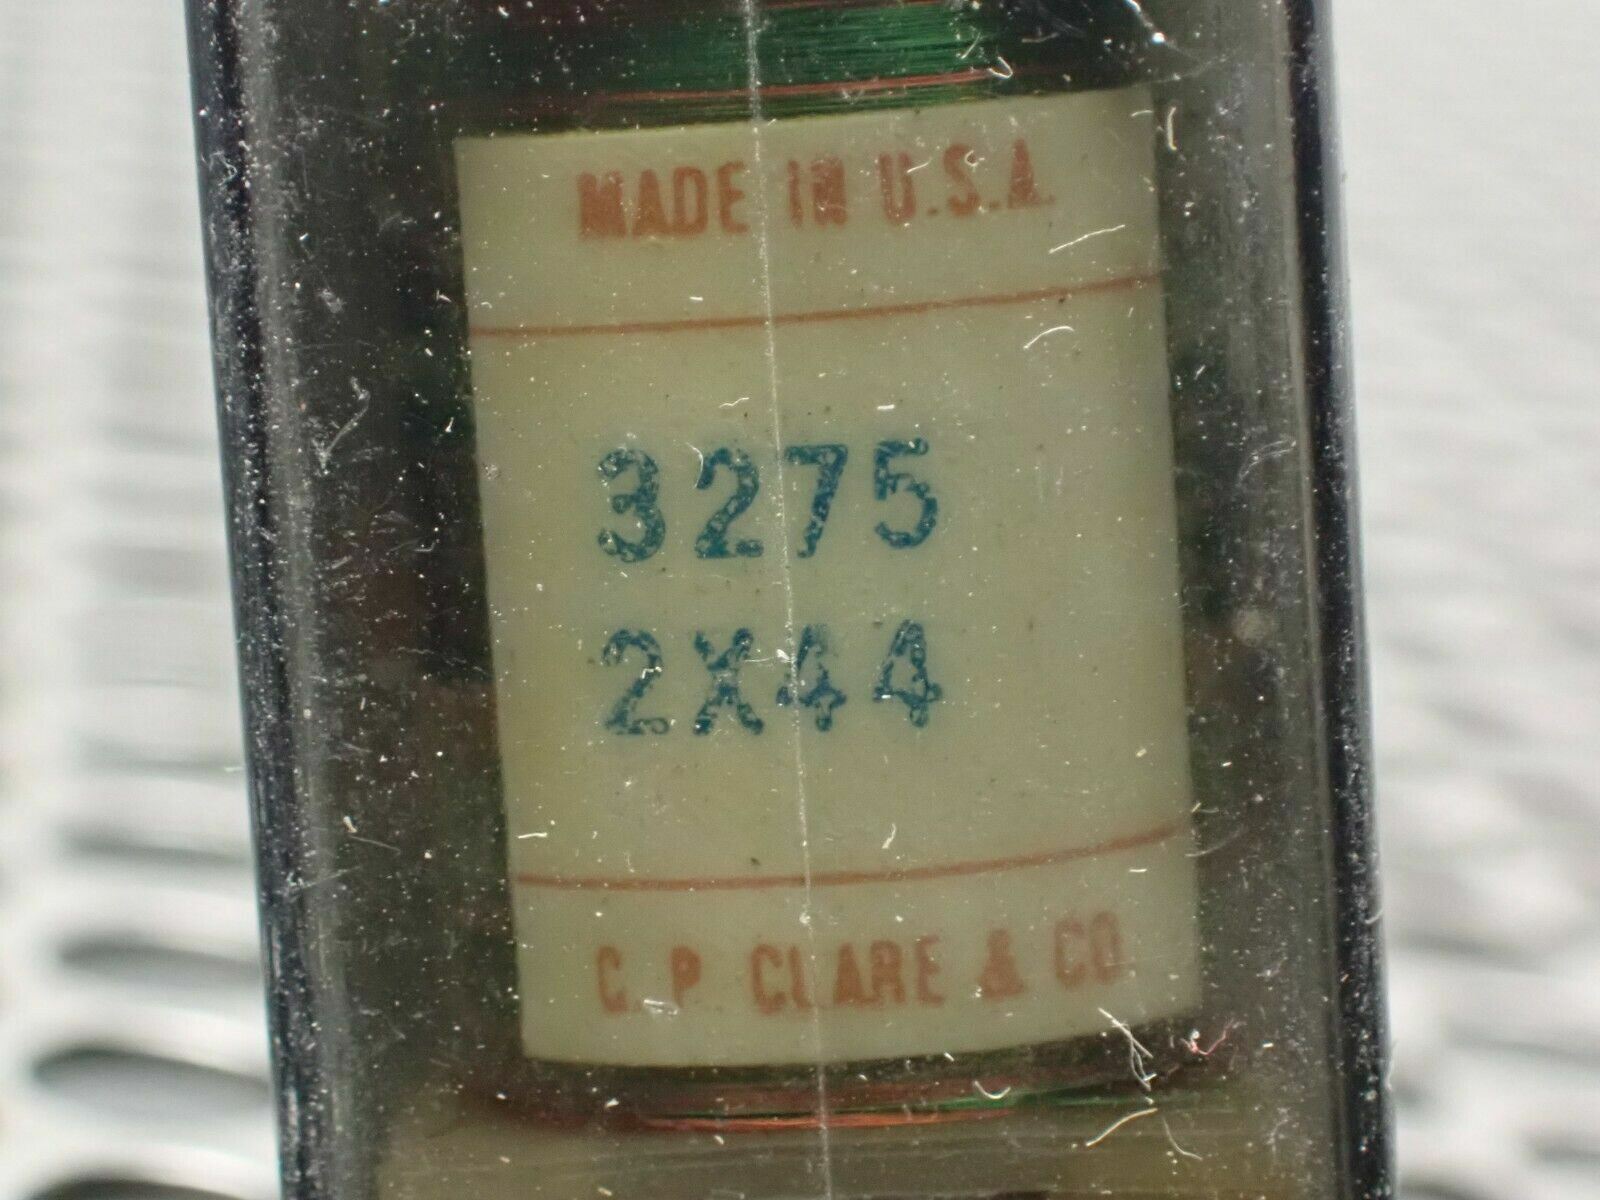 MADE IN U.S.A.
3275
2X44
C. P. CLARE & CO